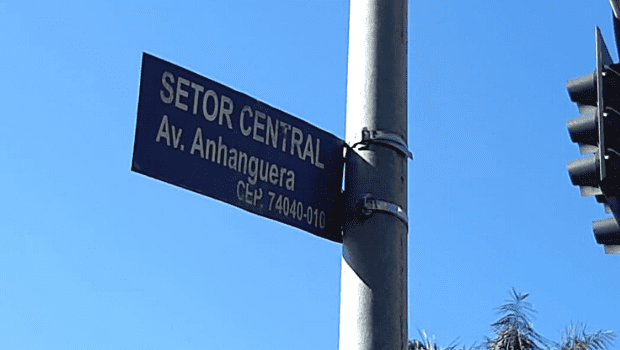 SETOR CENTRAL
Av. Anhanguera
CEP. 74040-010